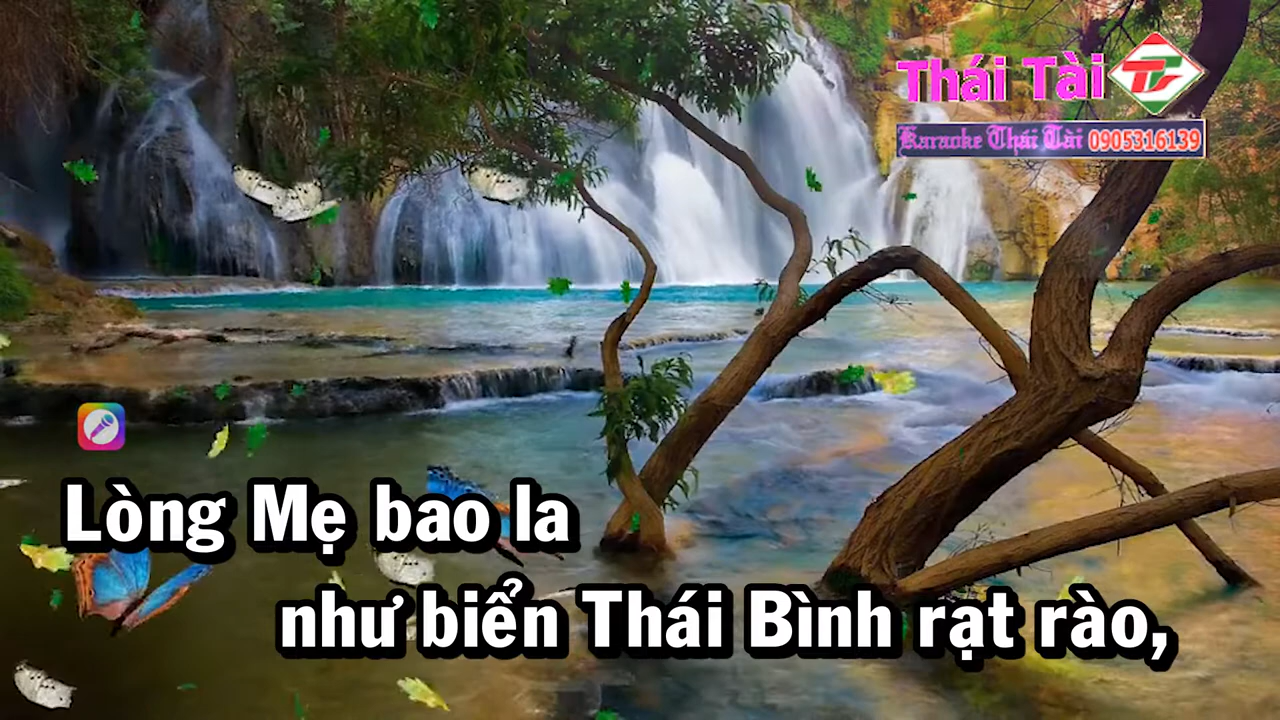 Thái Tài
Karaoke Thái Tài 0905316139
Lòng Mẹ bao la
như biển Thái Bình rạt rào,